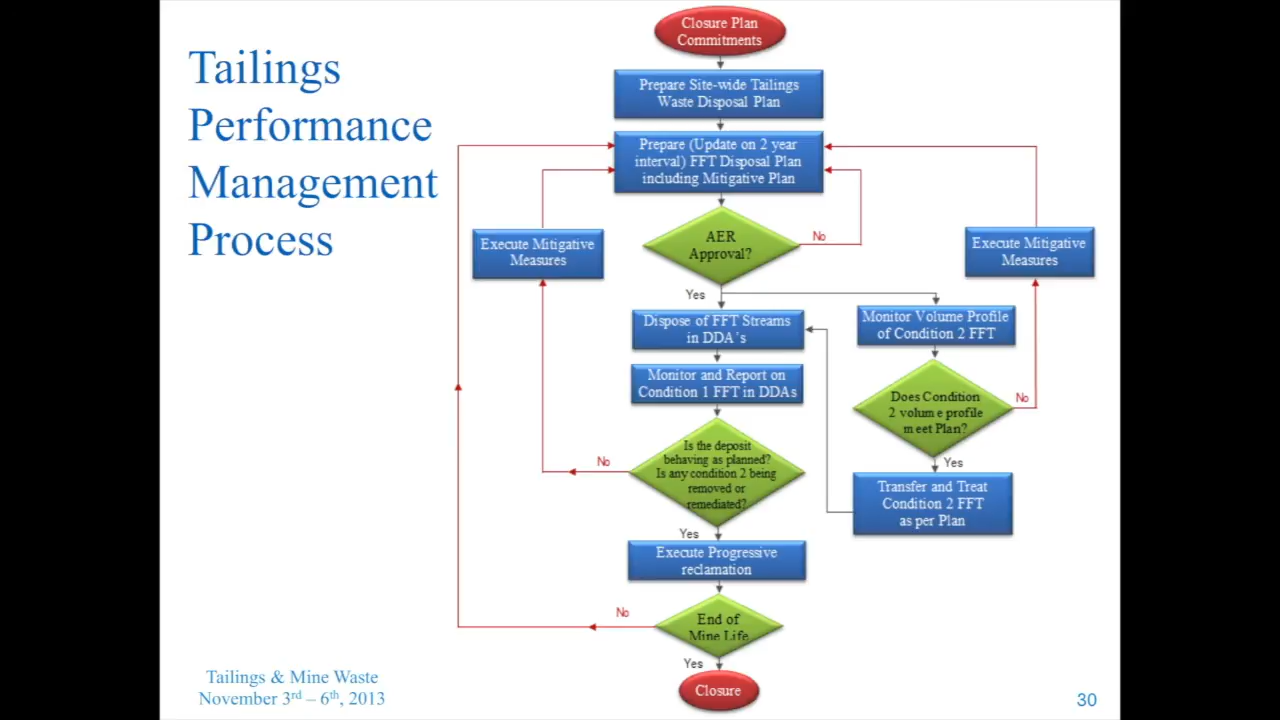 Tailings
Performance
Management
Process
Closure Plan
Commitments
Prepare Site-wide Tailings
Waste Disposal Plan
Prepare (Update on 2 year
interval) FFT Disposal Plan
including Mitigative Plan
AER
Approval?
No
Yes
Execute Mitigative
Measures
Execute Mitigative
Measures
Dispose of FFT Streams
in DDA's
Monitor Volume Profile
of Condition 2 FFT
Monitor and Report on
Condition 1 FFT in DDAs
Does Condition
2 volume profile
meet Plan?
No
Yes
Is the deposit
behaving as planned?
Is any condition 2 being
removed or
remediated?
No
Yes
Transfer and Treat
Condition 2 FFT
as per Plan
Execute Progressive
reclamation
End of
Mine Life
No
Yes
Closure
Tailings & Mine Waste
November 3rd – 6th, 2013
30